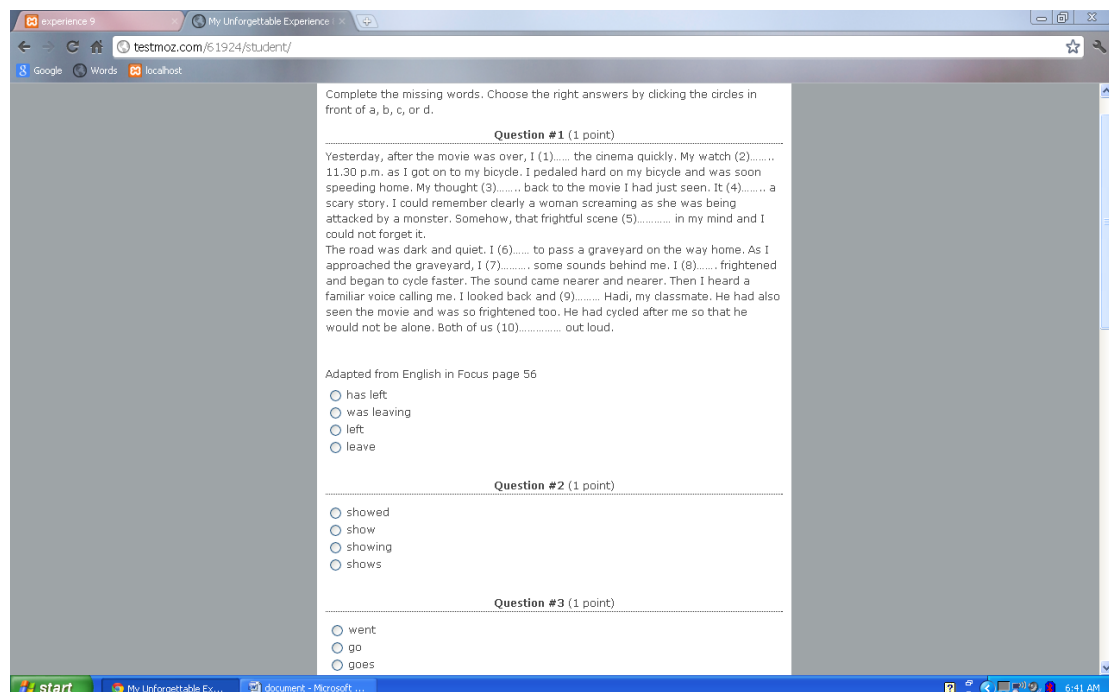 experience 9
My Unforgettable Experience
testmoz.com/61924/student/
Google Words localhost
Complete the missing words. Choose the right answers by clicking the circles in
front of a, b, c, or d.
Question #1 (1 point)
Yesterday, after the movie was over, I (1)...... the cinema quickly. My watch (2)........
11.30 p.m. as I got on to my bicycle. I pedaled hard on my bicycle and was soon
speeding home. My thought (3)........ back to the movie I had just seen. It (4)........ a
scary story. I could remember clearly a woman screaming as she was being
attacked by a monster. Somehow, that frightful scene (5)............ in my mind and I
could not forget it.
The road was dark and quiet. I (6)...... to pass a graveyard on the way home. As I
approached the graveyard, I (7).......... some sounds behind me. I (8)....... frightened
and began to cycle faster. The sound came nearer and nearer. Then I heard a
familiar voice calling me. I looked back and (9)......... Hadi, my classmate. He had also
seen the movie and was so frightened too. He had cycled after me so that he
would not be alone. Both of us (10)............... out loud.
Adapted from English in Focus page 56
has left
was leaving
left
leave
Question #2 (1 point)
showed
show
showing
shows
Question #3 (1 point)
went
go
goes
start My Unforgettable Ex... document - Microsoft ... 6:41 AM